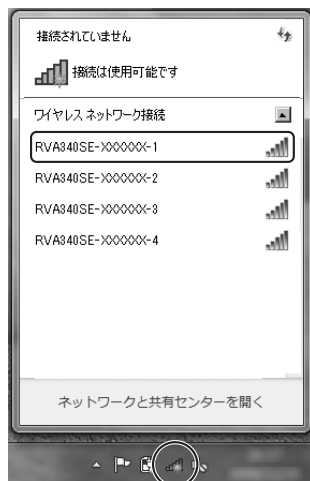 接続されていません
接続は使用可能です
ワイヤレス ネットワーク接続
RVA340SE-XXXXXX-1
RVA340SE-XXXXXX-2
RVA340SE-XXXXXX-3
RVA340SE-XXXXXX-4
ネットワークと共有センターを開く